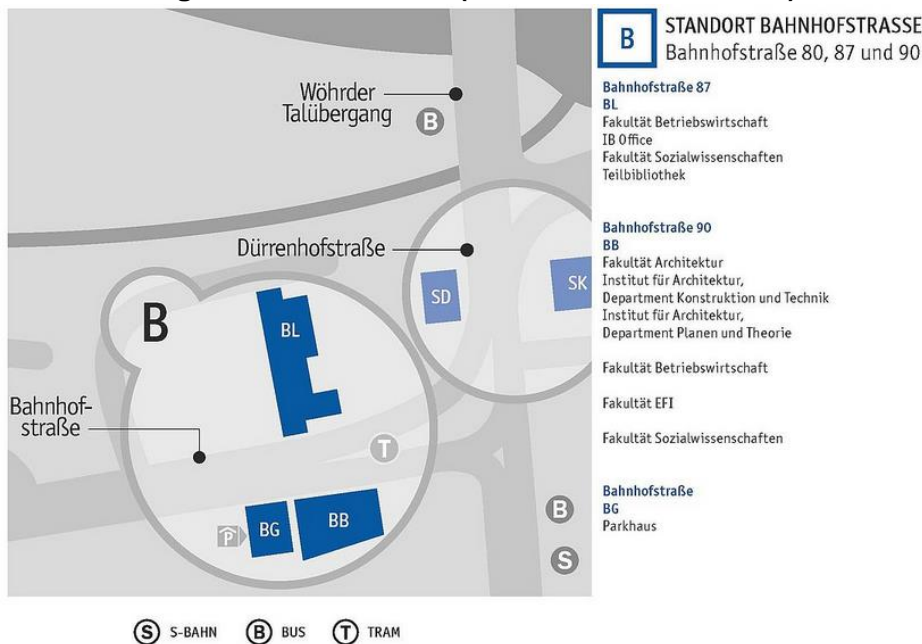 Wöhrder
Talübergang
B
Dürrenhofstraße
SD
SK
B
BL
Bahnhof-
straße
T
P
BG
BB
B
S
S S-BAHN B BUS T TRAM
B
STANDORT BAHNHOFSTRASSE
Bahnhofstraße 80, 87 und 90
Bahnhofstraße 87
BL
Fakultät Betriebswirtschaft
IB Office
Fakultät Sozialwissenschaften
Teilbibliothek
Bahnhofstraße 90
BB
Fakultät Architektur
Institut für Architektur,
Department Konstruktion und Technik
Institut für Architektur,
Department Planen und Theorie
Fakultät Betriebswirtschaft
Fakultät EFI
Fakultät Sozialwissenschaften
Bahnhofstraße
BG
Parkhaus